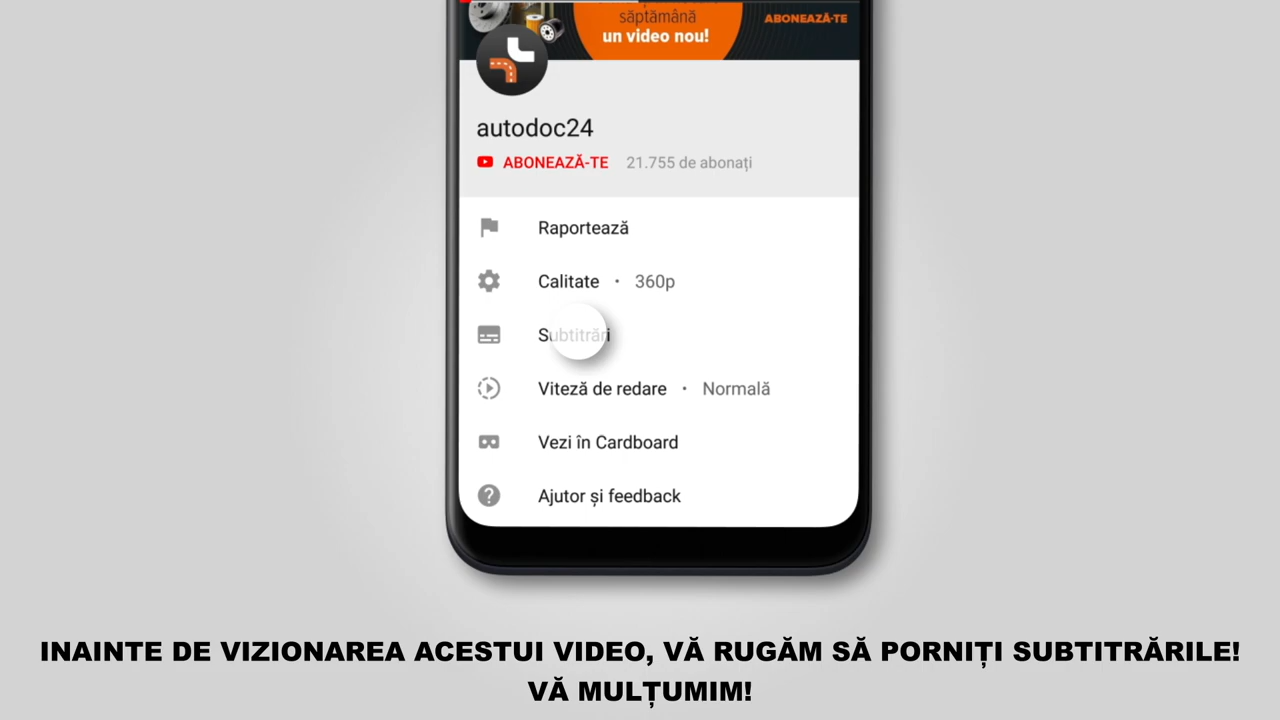 săptămână
un video nou!
ABONEAZĂ-TE
autodoc24
ABONEAZĂ-TE 21.755 de abonați
Raportează
Calitate • 360p
Subtitrări
Viteză de redare • Normală
Vezi în Cardboard
Ajutor și feedback
INAINTE DE VIZIONAREA ACESTUI VIDEO, VĂ RUGĂM SĂ PORNIȚI SUBTITRĂRILE!
VĂ MULȚUMIM!